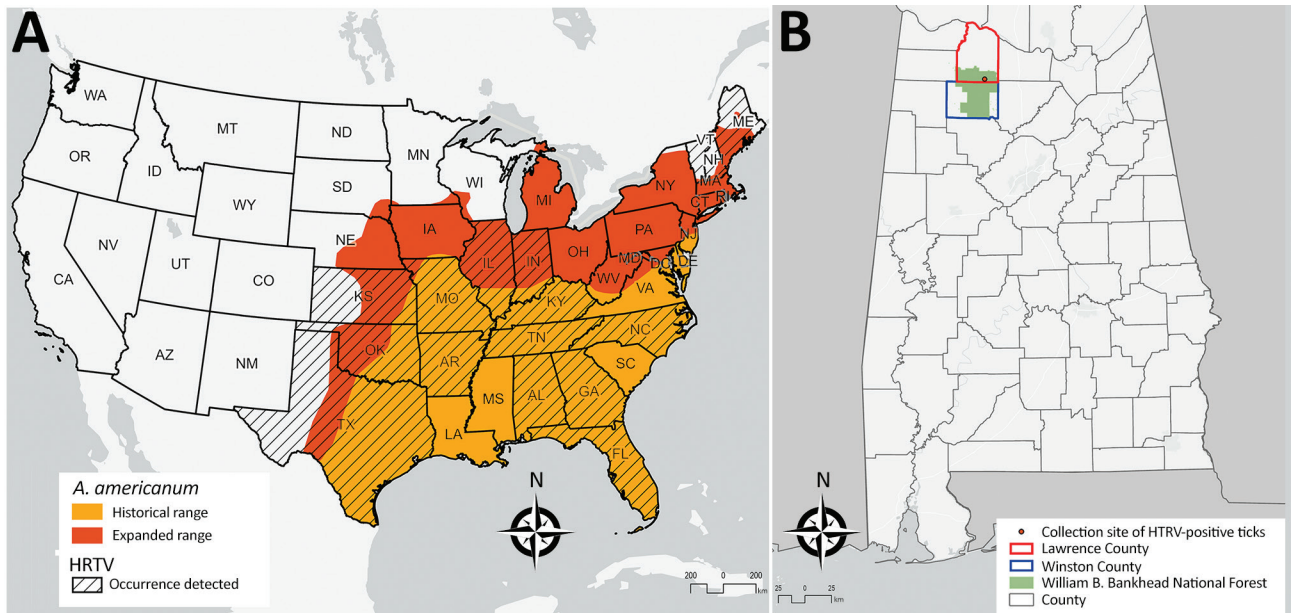 A
WA
MT
ND
MN
ME
VT
OR
ID
SD
WI
NH
WY
NY
MA
MI
CT
RI
NE
IA
PA
NV
OH
NJ
UT
IL
IN
MD
DE
CA
CO
DC
WV
KS
MO
VA
KY
NC
TN
AZ
NM
OK
AR
SC
MS
AL
GA
TX
LA
FL
A. americanum
Historical range
Expanded range
HRTV
Occurrence detected
N
200 0 200
km
B
N
25 0 25
km
Collection site of HTRV-positive ticks
Lawrence County
Winston County
William B. Bankhead National Forest
County